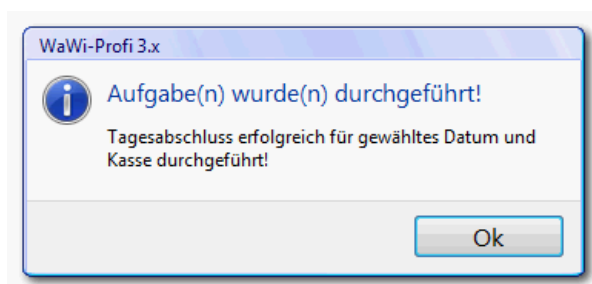 WaWi-Profi 3.x
Aufgabe(n) wurde(n) durchgeführt!
Tagesabschluss erfolgreich für gewähltes Datum und
Kasse durchgeführt!
Ok